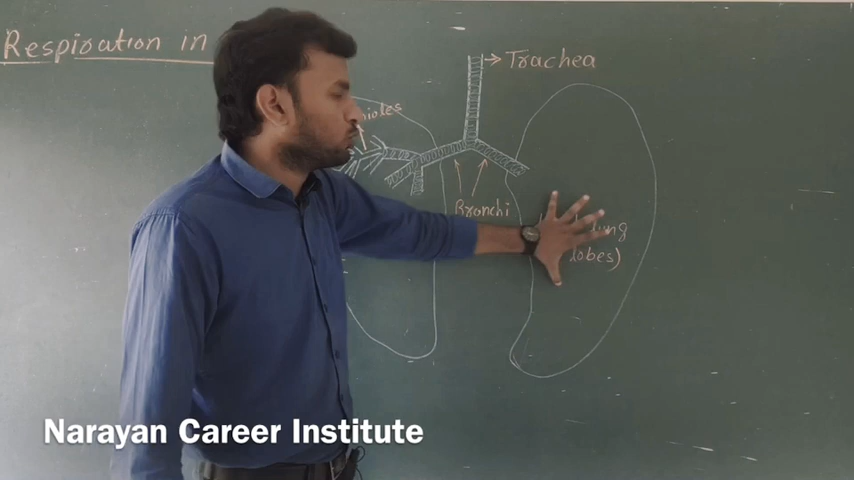 Respiration in
Trachea
Bronchi
lobes)
Narayan Career Institute